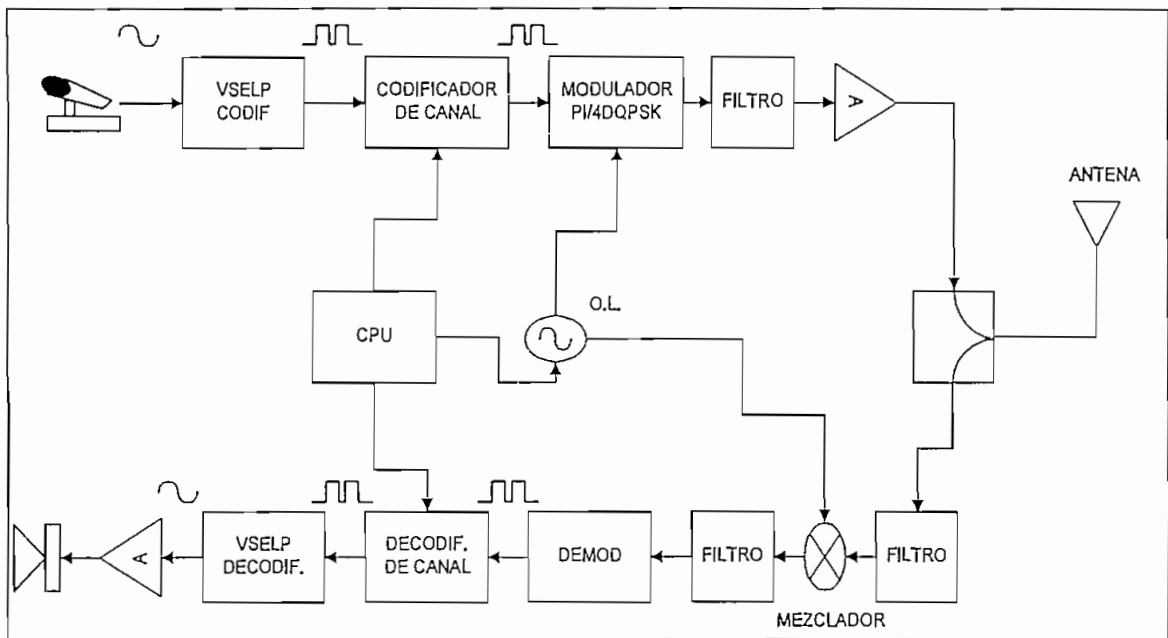 VSELP
CODIF
CODIFICADOR
DE CANAL
MODULADOR
PI/4DQPSK
FILTRO
A
ANTENA
CPU
O.L.
A
VSELP
DECODIF.
DECODIF.
DE CANAL
DEMOD
FILTRO
MEZCLADOR
FILTRO